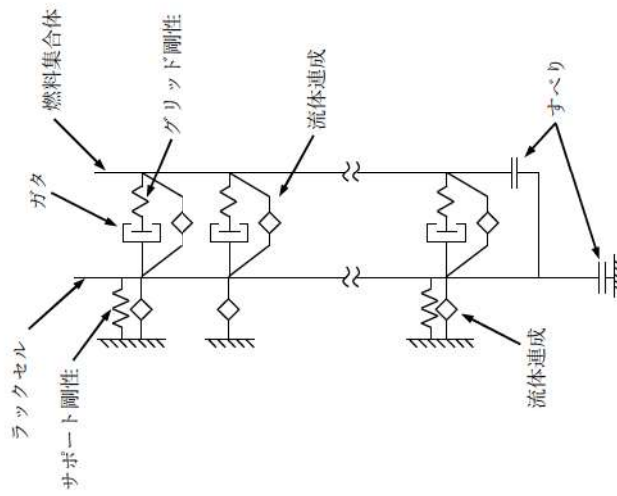 ラックセル
サポート剛性
ガタ
燃料集合体
グリッド剛性
流体連成
流体連成
すべり